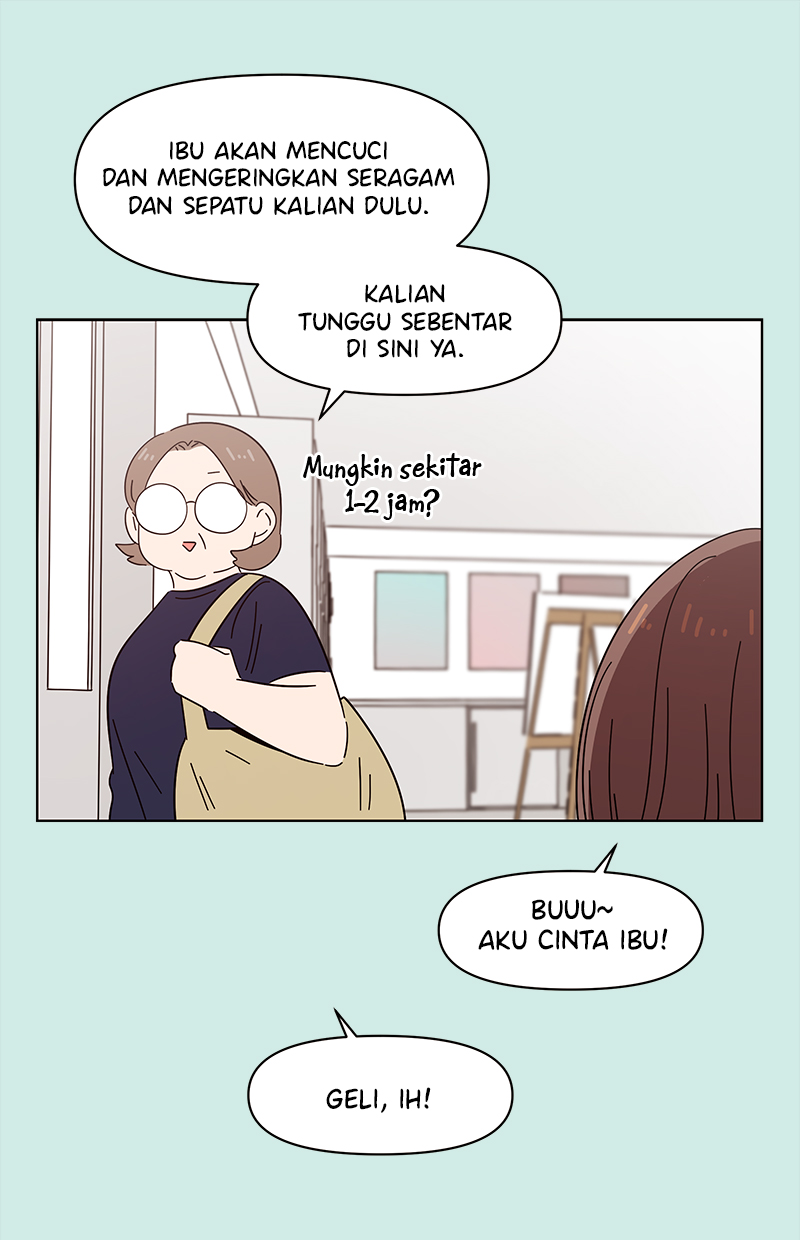 IBU AKAN MENCUCI
DAN MENGERINGKAN SERAGAM
DAN SEPATU KALIAN DULU.
KALIAN
TUNGGU SEBENTAR
DI SINI YA.
Mungkin sekitar
1-2 jam?
BUUU~
AKU CINTA IBU!
GELI, IH!